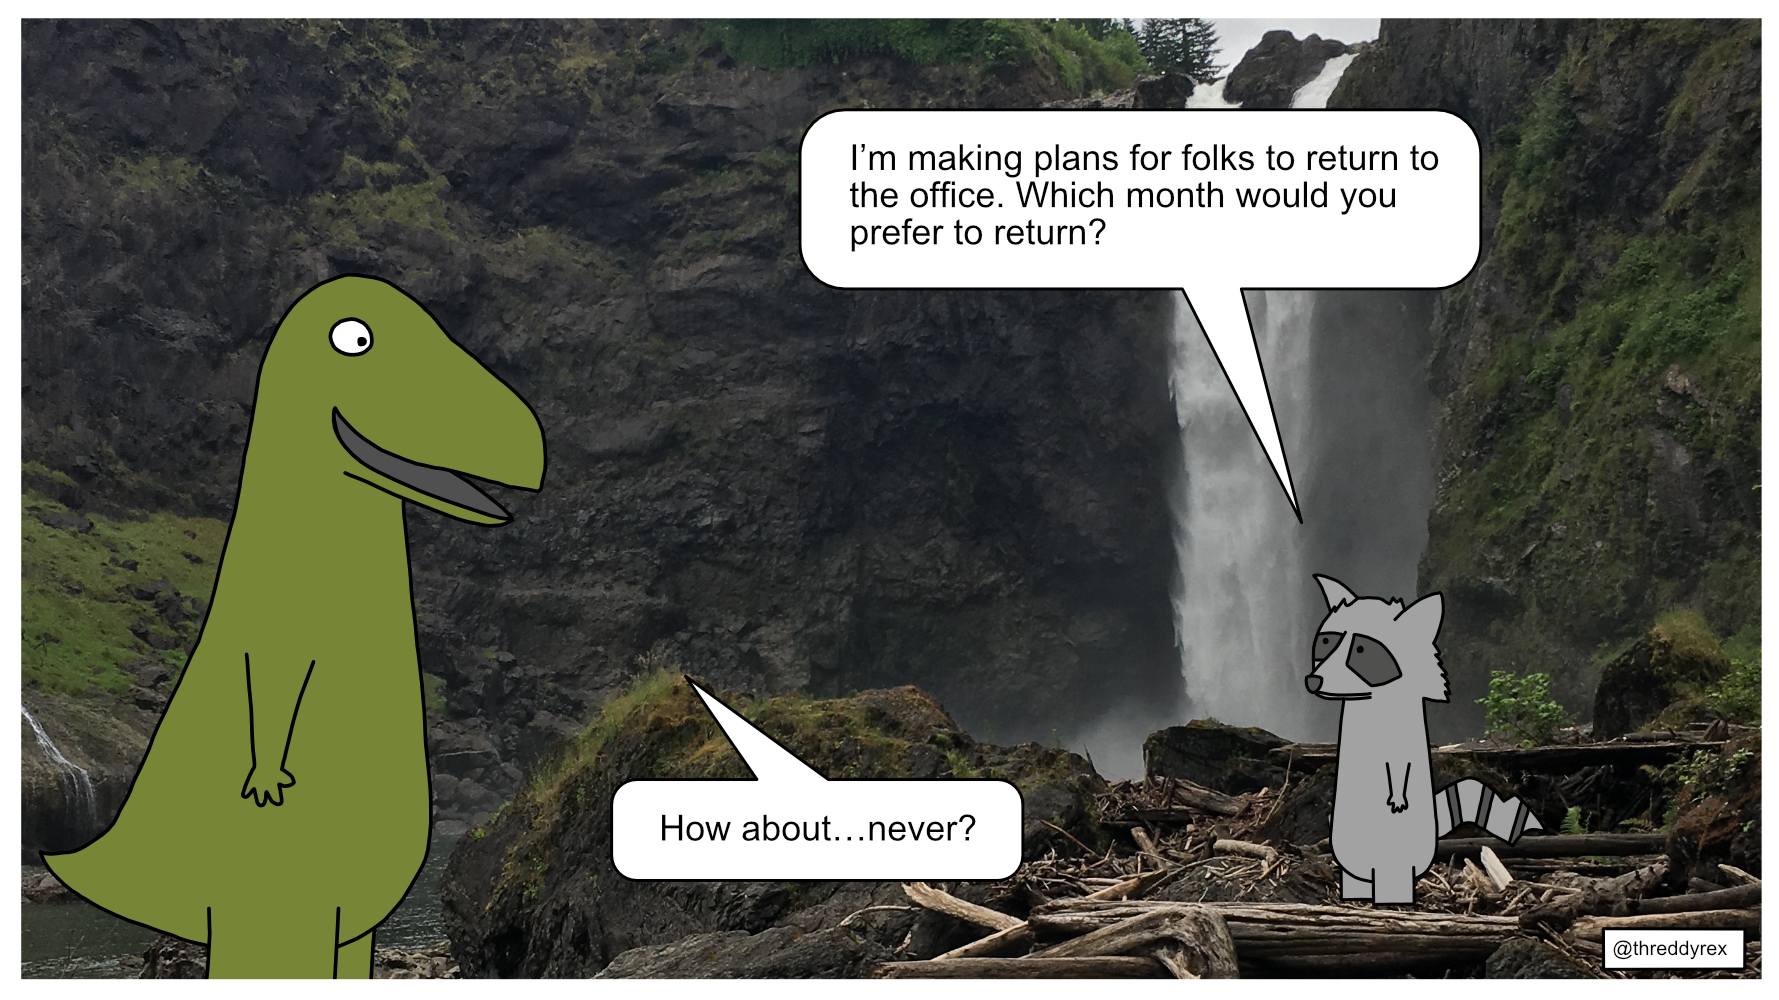 I’m making plans for folks to return to
the office. Which month would you
prefer to return?
How about…never?
@threddyrex